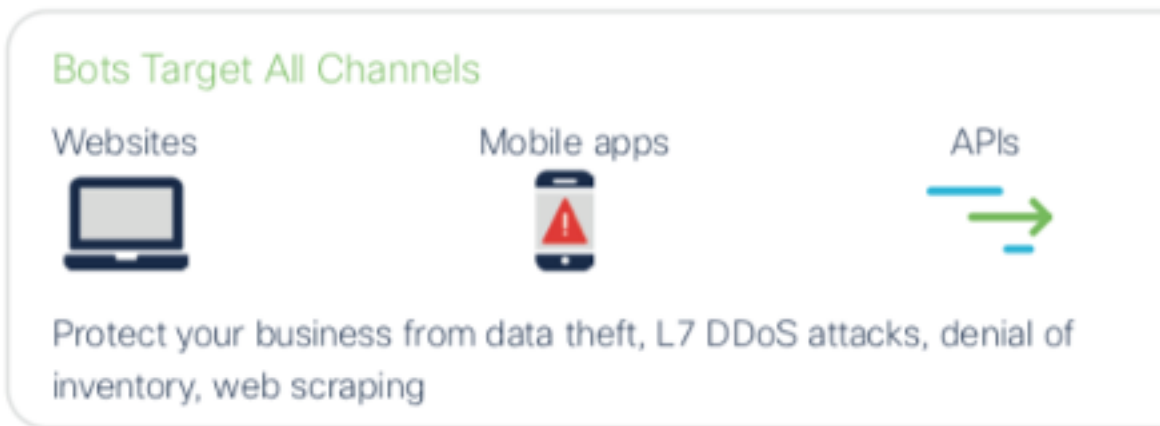 Bots Target All Channels
Websites Mobile apps APIs
Protect your business from data theft, L7 DDoS attacks, denial of
inventory, web scraping